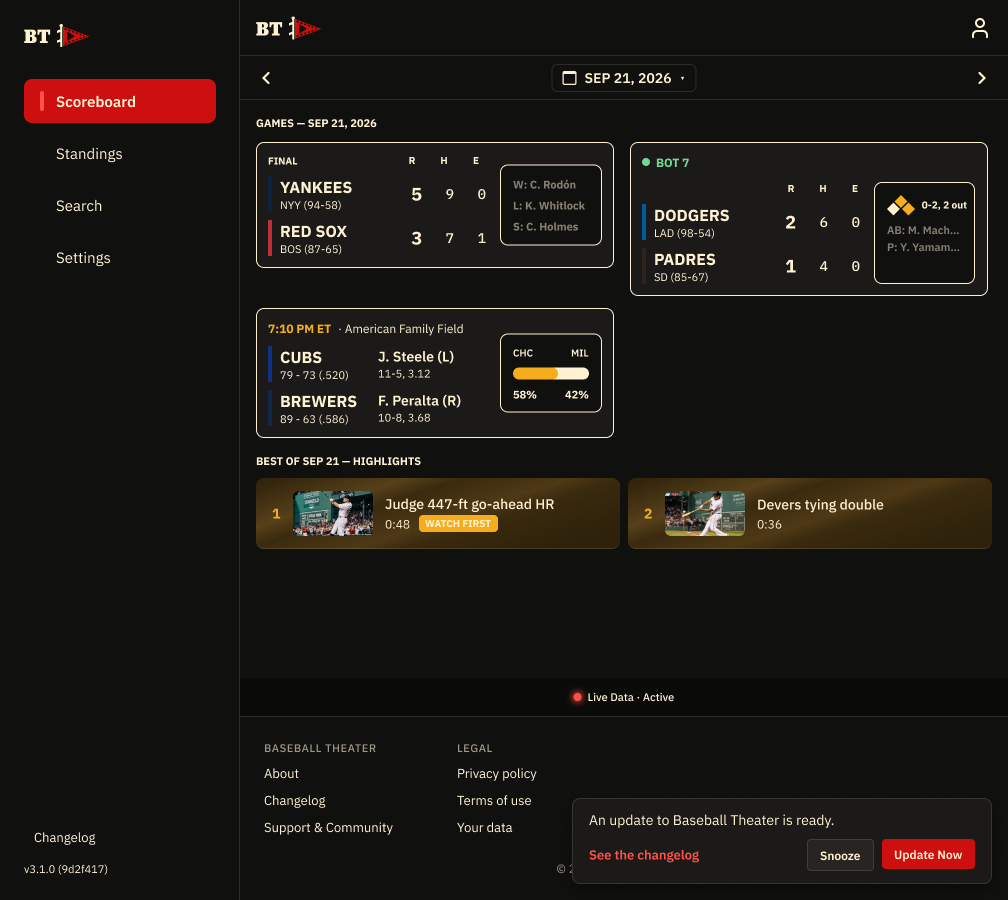 BT
Scoreboard
Standings
Search
Settings
Changelog
v3.1.0 (9d2f417)
BT
SEP 21, 2026
GAMES — SEP 21, 2026
FINAL R H E
YANKEES 5 9 0
NYY (94-58)
RED SOX 3 7 1
BOS (87-65)
W: C. Rodón
L: K. Whitlock
S: C. Holmes
BOT 7
R H E
DODGERS 2 6 0
LAD (98-54)
PADRES 1 4 0
SD (85-67)
0-2, 2 out
AB: M. Mach...
P: Y. Yamam...
7:10 PM ET · American Family Field
CUBS J. Steele (L)
79 - 73 (.520) 11-5, 3.12
BREWERS F. Peralta (R)
89 - 63 (.586) 10-8, 3.68
CHC MIL
58% 42%
BEST OF SEP 21 — HIGHLIGHTS
1
Judge 447-ft go-ahead HR
0:48 WATCH FIRST
2
Devers tying double
0:36
Live Data · Active
BASEBALL THEATER
About
Changelog
Support & Community
LEGAL
Privacy policy
Terms of use
Your data
©
An update to Baseball Theater is ready.
See the changelog
Snooze
Update Now